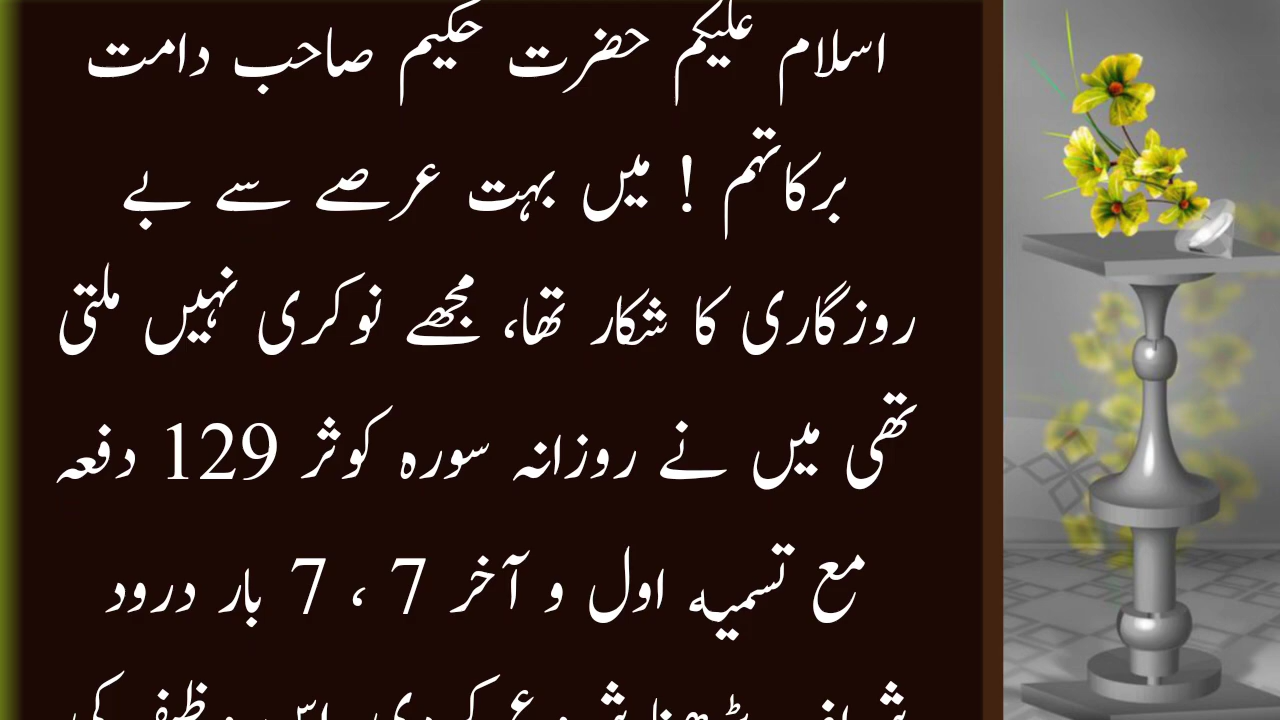 اسلام علیکم حضرت حکیم صاحب دامت
برکاتہم ! میں بہت عرصے سے بے
روزگاری کا شکار تھا، مجھے نوکری نہیں ملتی
تھی میں نے روزانہ سورہ کوثر 129 دفعہ
مع تسمیہ اول و آخر 7 ، 7 بار درود